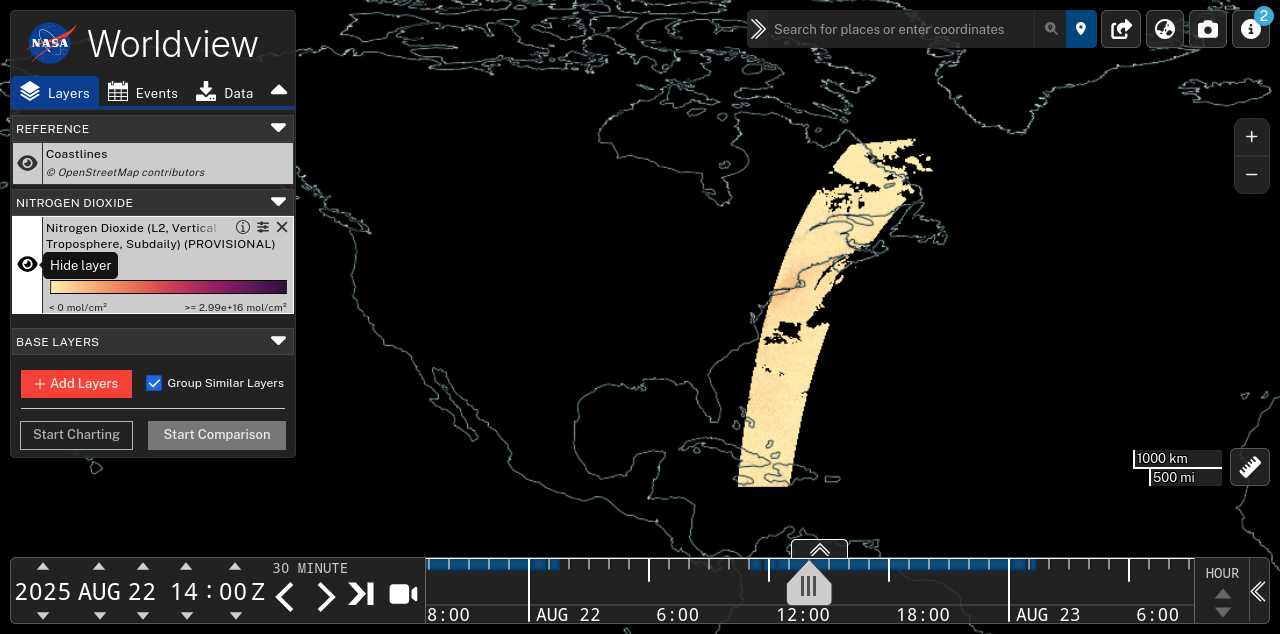 NASA
Worldview
Search for places or enter coordinates
2
Layers
Events
Data
REFERENCE
Coastlines
© OpenStreetMap contributors
NITROGEN DIOXIDE
Nitrogen Dioxide (L2, Vertical
Troposphere, Subdaily) (PROVISIONAL)
Hide layer
< 0 mol/cm²
>= 2.99e+16 mol/cm²
BASE LAYERS
+ Add Layers
Group Similar Layers
Start Charting
Start Comparison
+
−
1000 km
500 mi
2025 AUG 22 14:00Z
30 MINUTE
8:00
AUG 22
6:00
12:00
18:00
AUG 23
6:00
HOUR